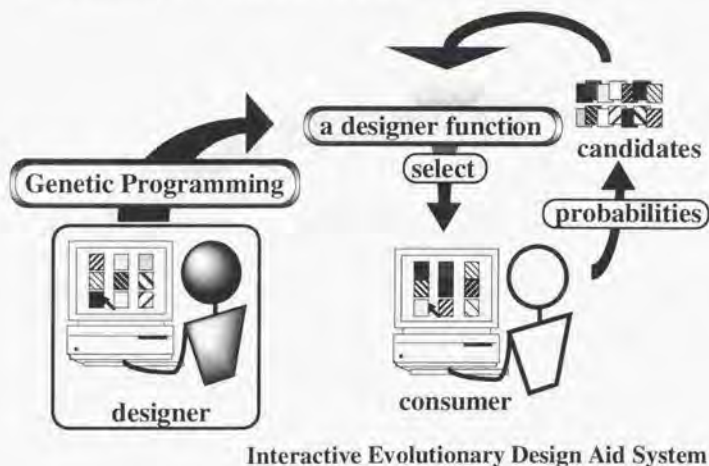 a designer function
Genetic Programming
select
candidates
probabilities
designer
consumer
Interactive Evolutionary Design Aid System